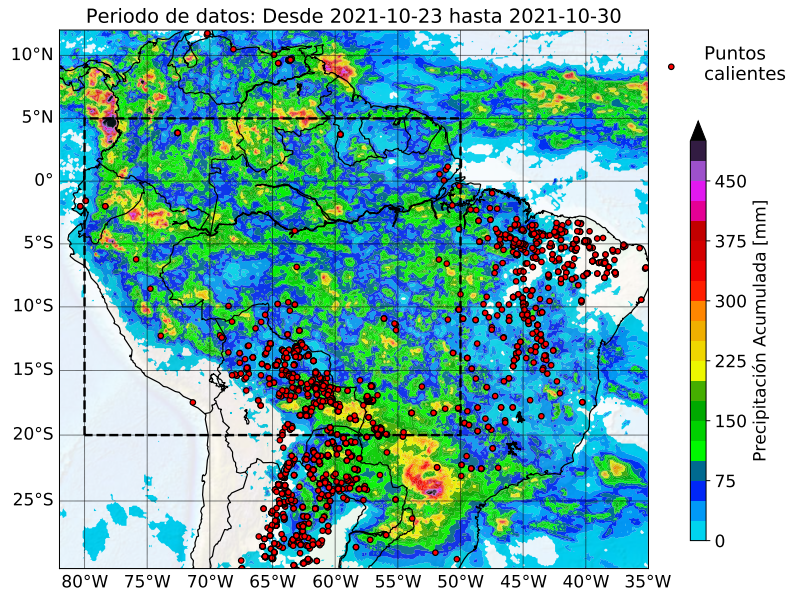 Periodo de datos: Desde 2021-10-23 hasta 2021-10-30
Puntos
calientes
10°N
5°N
0°
5°S
10°S
15°S
20°S
25°S
80°W
75°W
70°W
65°W
60°W
55°W
50°W
45°W
40°W
35°W
450
375
300
225
150
75
0
Precipitación Acumulada [mm]